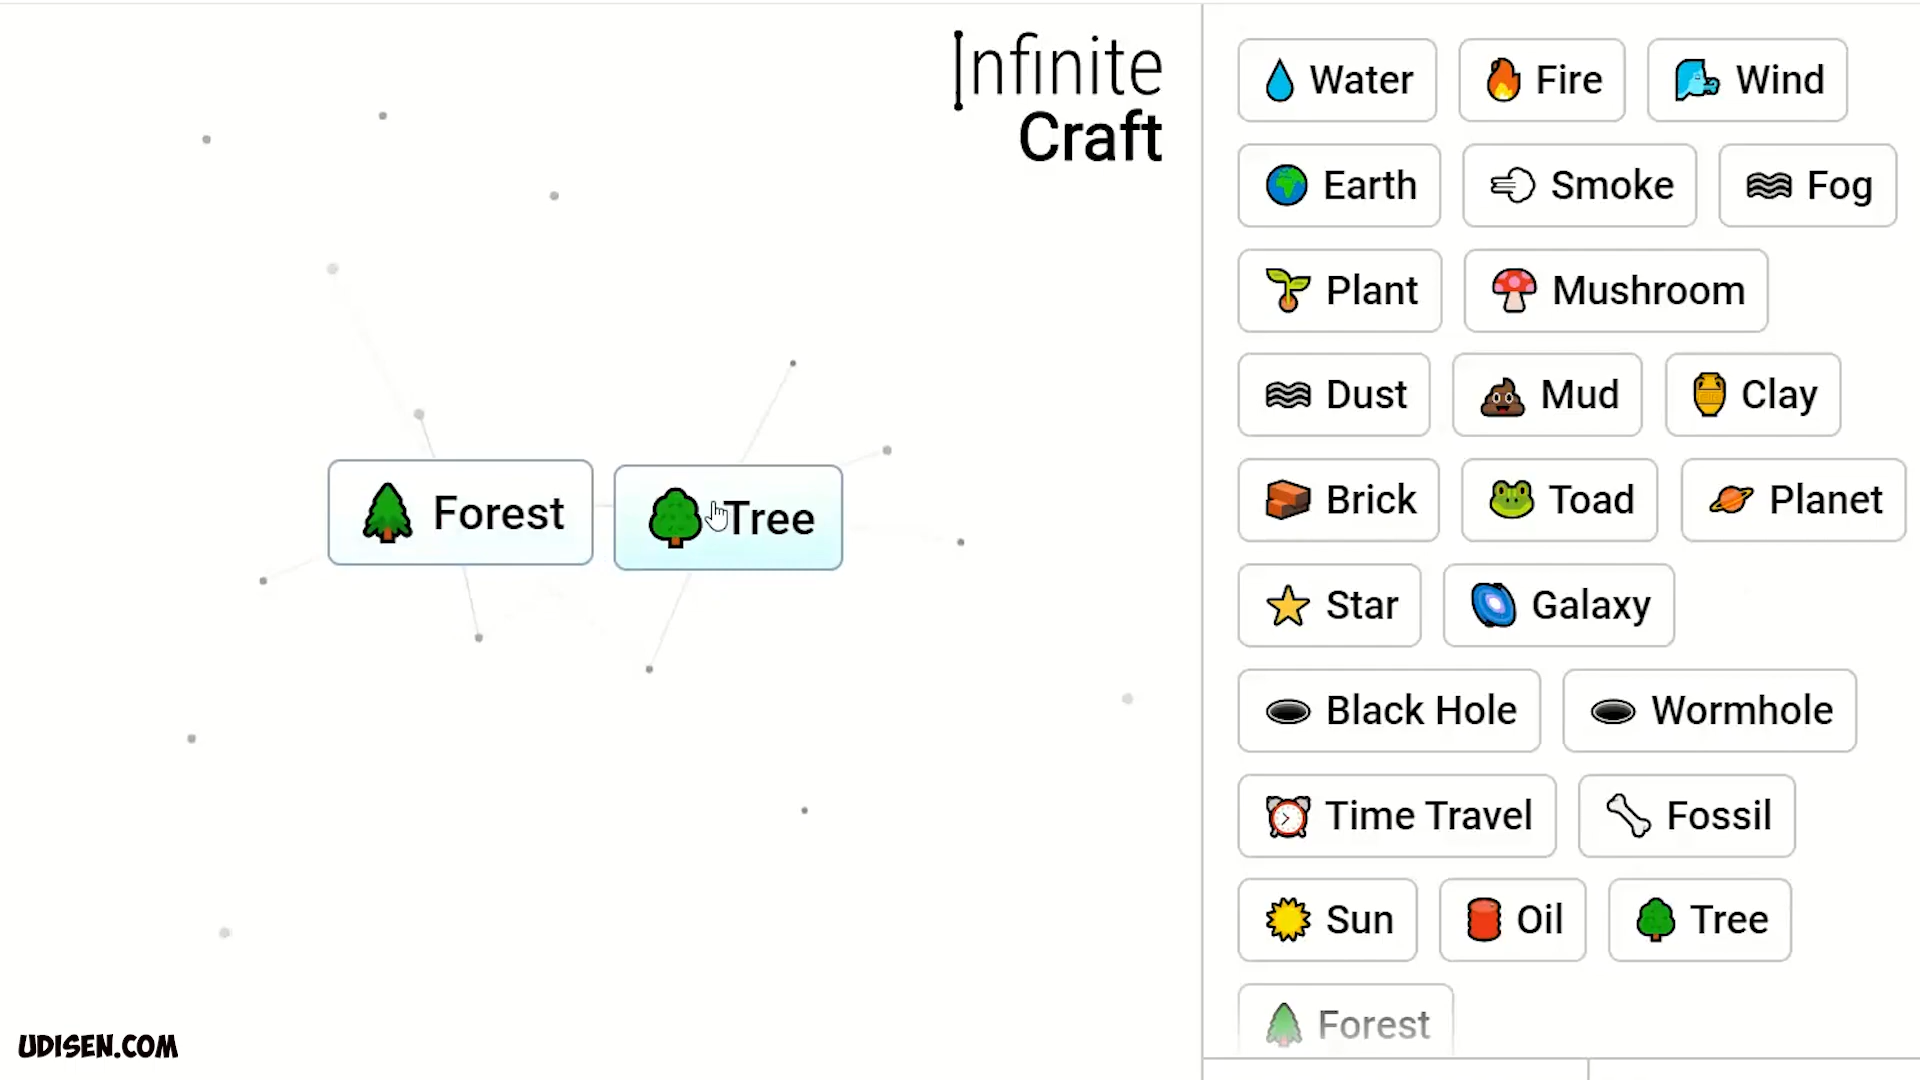 Infinite
Craft
Forest
Tree
Water Fire Wind
Earth Smoke Fog
Plant Mushroom
Dust Mud Clay
Brick Toad Planet
Star Galaxy
Black Hole Wormhole
Time Travel Fossil
Sun Oil Tree
Forest
UDISEN.COM